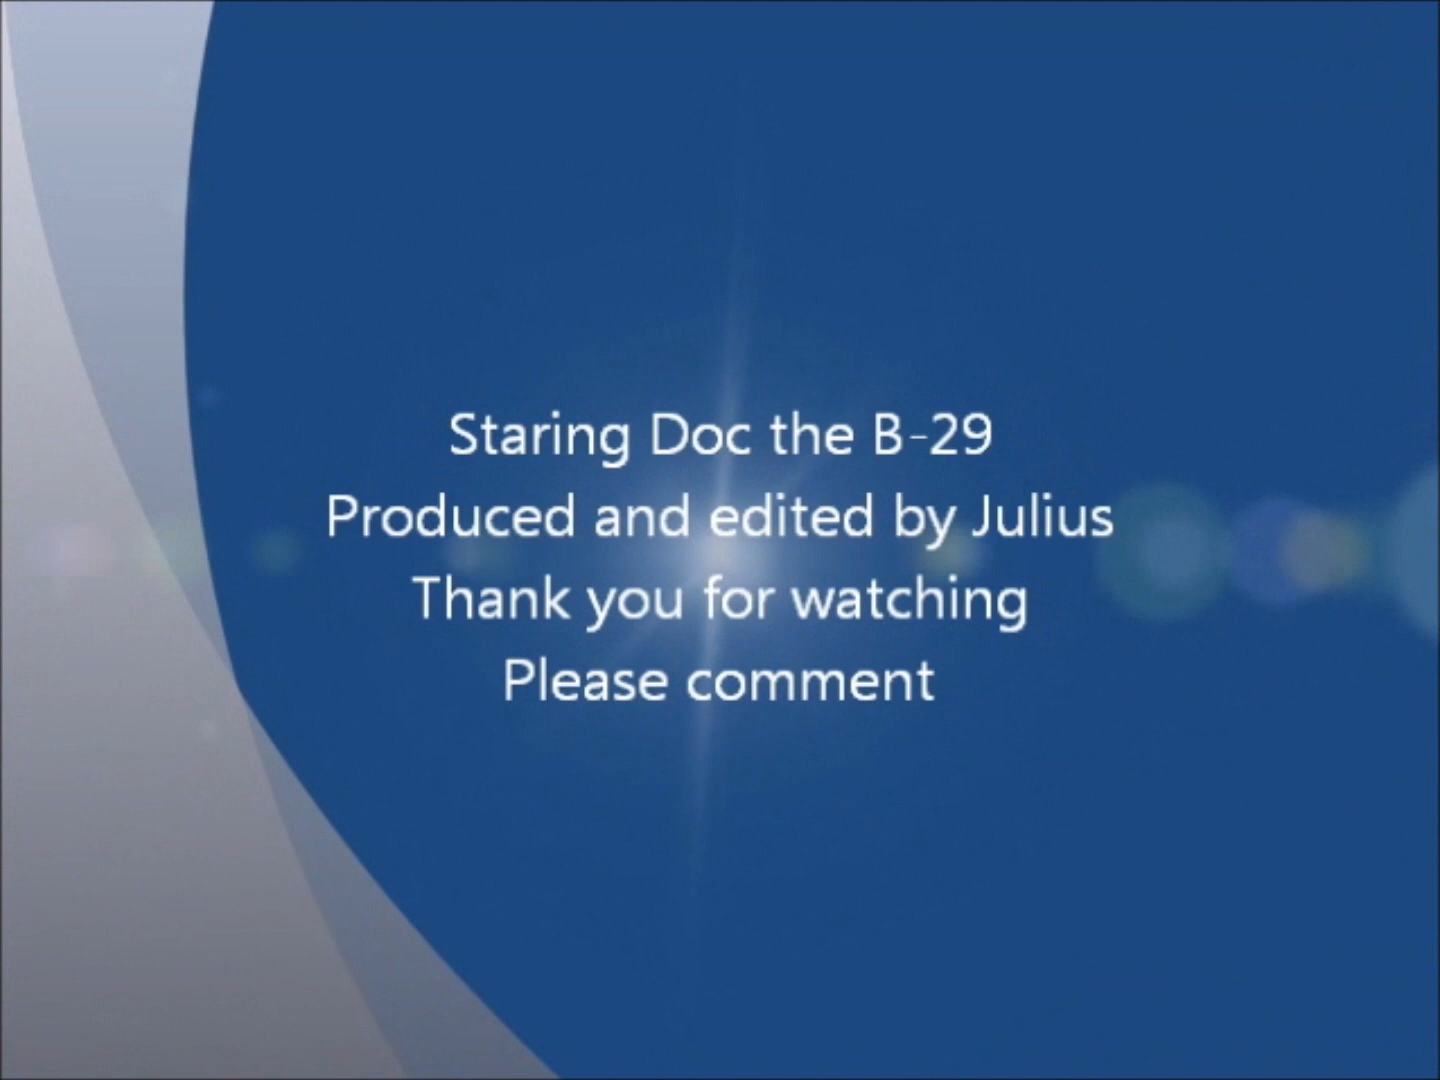 Staring Doc the B-29
Produced and edited by Julius
Thank you for watching
Please comment